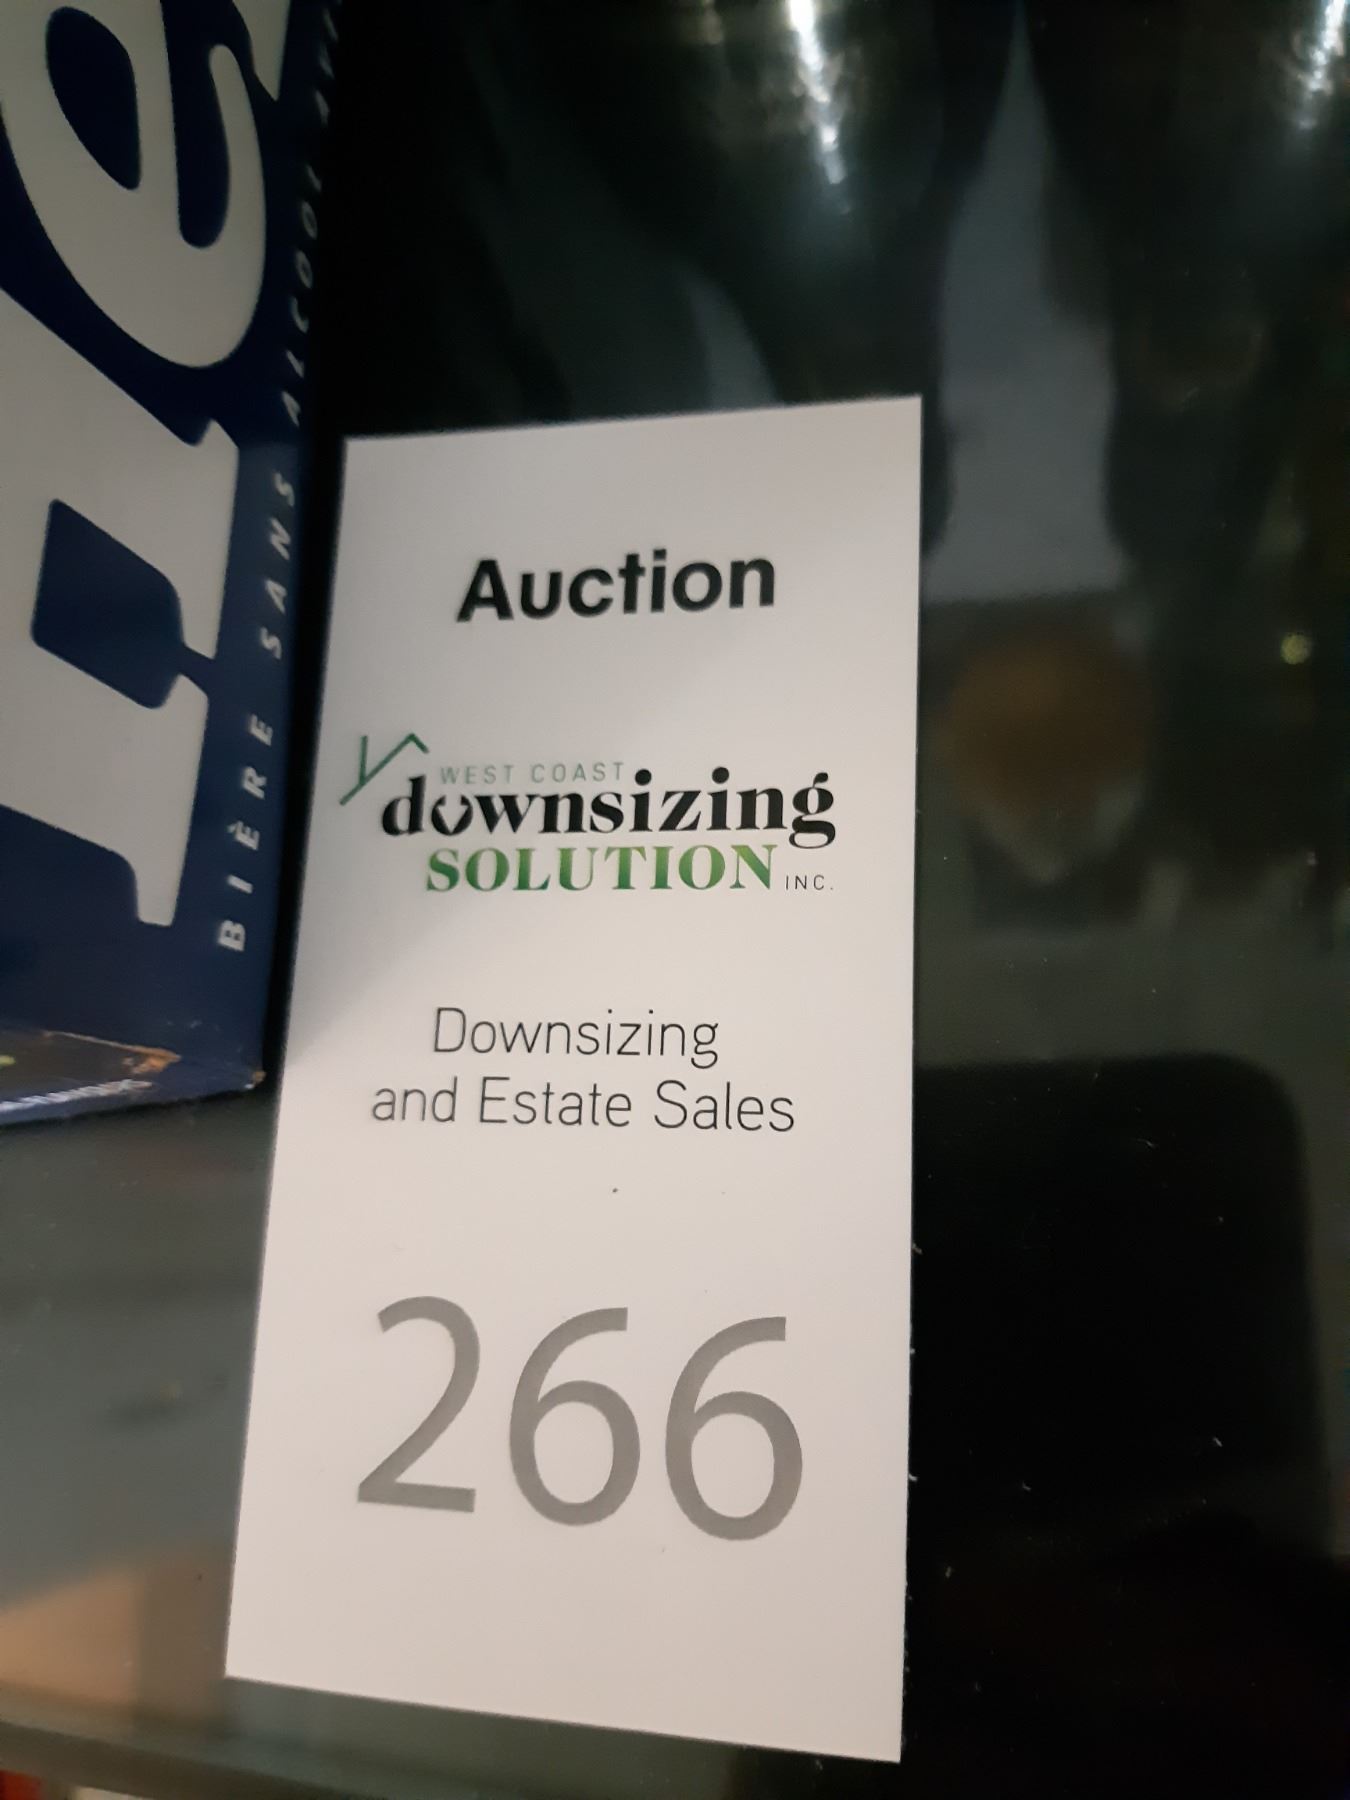 Auction
WEST COAST
downsizing
SOLUTION INC.
Downsizing
and Estate Sales
266
BIÈRE SANS ALCOOL